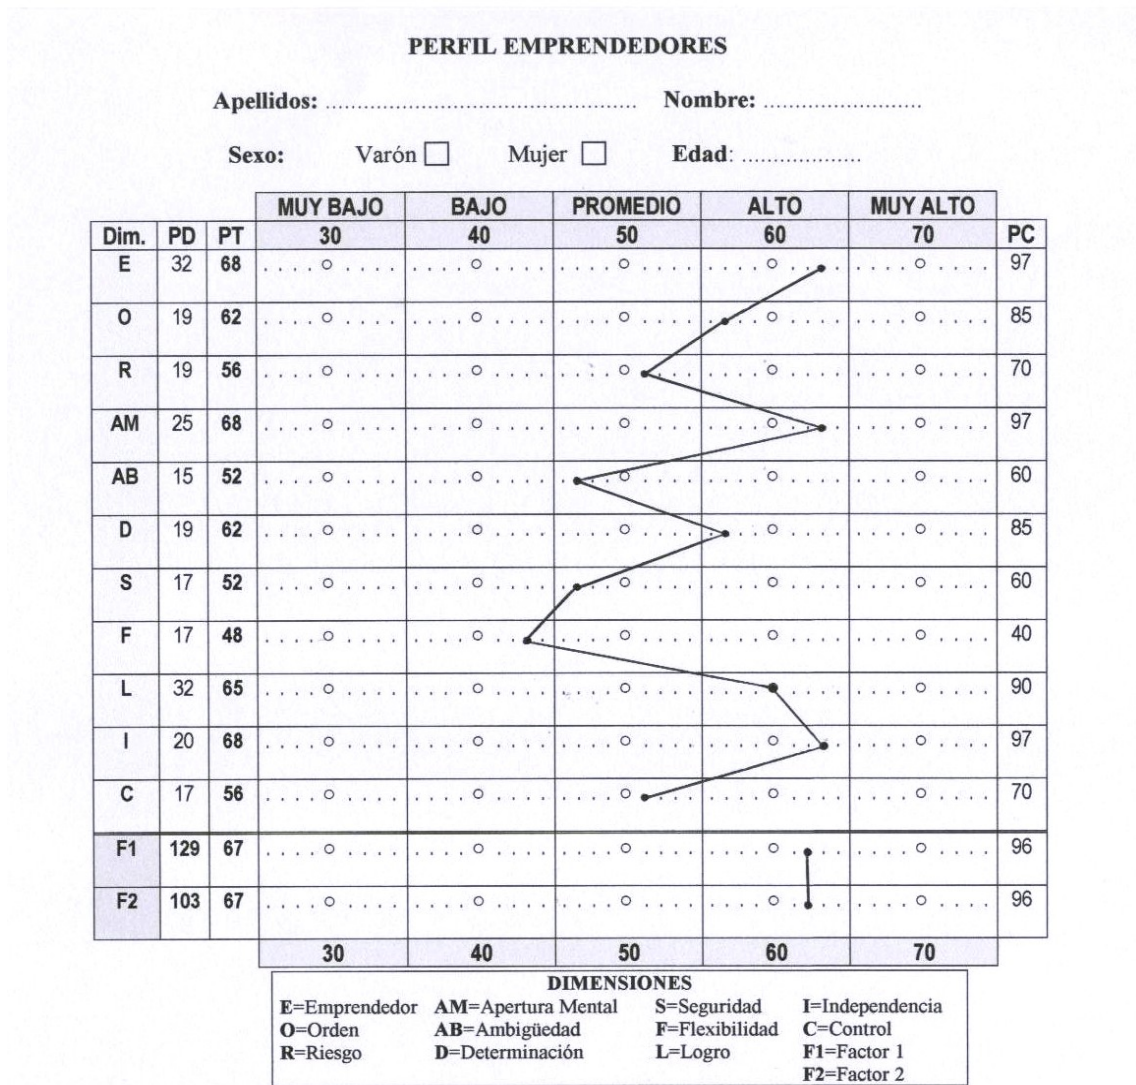 PERFIL EMPRENDEDORES
Apellidos: ............................................... Nombre: ........................
Sexo: Varón Mujer Edad: ..................
MUY BAJO BAJO PROMEDIO ALTO MUY ALTO
Dim. PD PT 30 40 50 60 70 PC
E 32 68 97
O 19 62 85
R 19 56 70
AM 25 68 97
AB 15 52 60
D 19 62 85
S 17 52 60
F 17 48 40
L 32 65 90
I 20 68 97
C 17 56 70
F1 129 67 96
F2 103 67 96
30 40 50 60 70
DIMENSIONES
E=Emprendedor AM=Apertura Mental S=Seguridad I=Independencia
O=Orden AB=Ambigüedad F=Flexibilidad C=Control
R=Riesgo D=Determinación L=Logro F1=Factor 1
F2=Factor 2